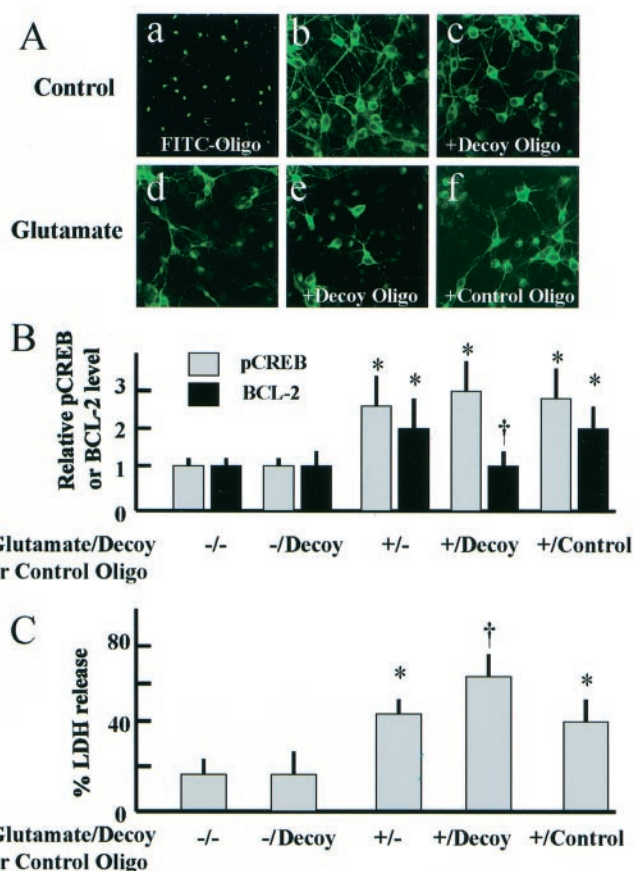 A
a
b
c
Control
FITC-Oligo
+Decoy Oligo
d
e
f
Glutamate
+Decoy Oligo
+Control Oligo
B
pCREB
BCL-2
Relative pCREB
or BCL-2 level
3
2
1
0
* * * † * *
Glutamate/Decoy -/- -/Decoy +/- +/Decoy +/Control
r Control Oligo
C
% LDH release
80
40
0
* † *
Glutamate/Decoy -/- -/Decoy +/- +/Decoy +/Control
r Control Oligo